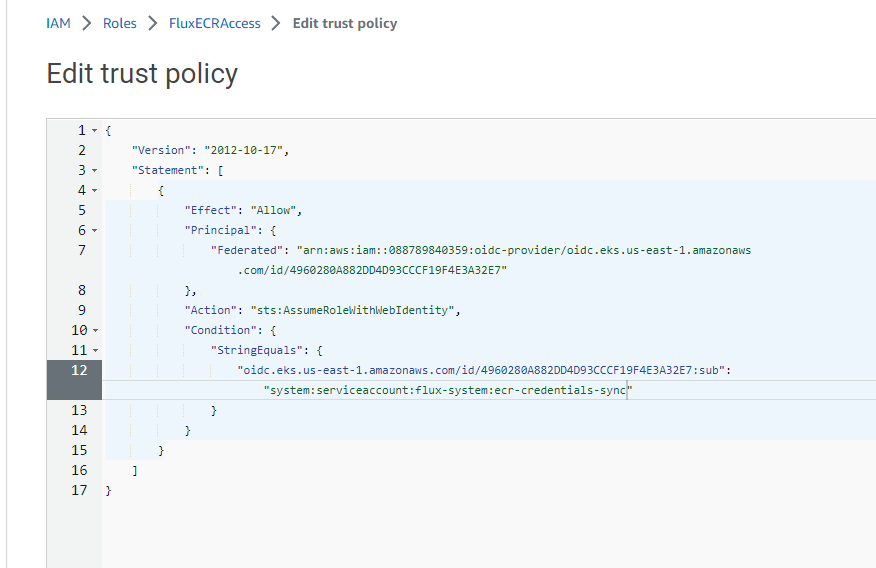 IAM > Roles > FluxECRAccess > Edit trust policy
Edit trust policy
1 {
2 "Version": "2012-10-17",
3 "Statement": [
4 {
5 "Effect": "Allow",
6 "Principal": {
7 "Federated": "arn:aws:iam::088789840359:oidc-provider/oidc.eks.us-east-1.amazonaws
.com/id/4960280A882DD4D93CCCF19F4E3A32E7"
8 },
9 "Action": "sts:AssumeRoleWithWebIdentity",
10 "Condition": {
11 "StringEquals": {
12 "oidc.eks.us-east-1.amazonaws.com/id/4960280A882DD4D93CCCF19F4E3A32E7:sub":
"system:serviceaccount:flux-system:ecr-credentials-sync"
13 }
14 }
15 }
16 ]
17 }